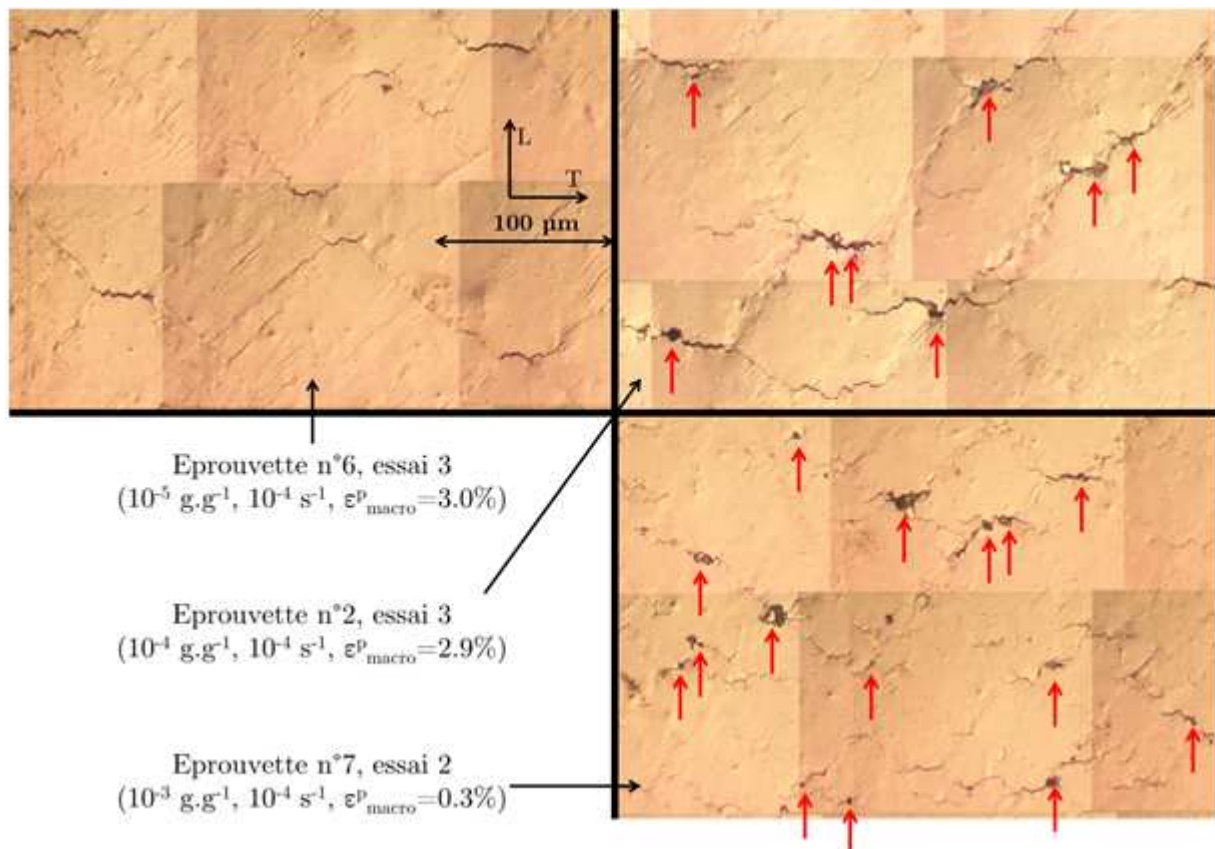 L
T
100 µm
Eprouvette n°6, essai 3
(10⁻⁵ g.g⁻¹, 10⁻⁴ s⁻¹, εᵖmacro=3.0%)
Eprouvette n°2, essai 3
(10⁻⁴ g.g⁻¹, 10⁻⁴ s⁻¹, εᵖmacro=2.9%)
Eprouvette n°7, essai 2
(10⁻³ g.g⁻¹, 10⁻⁴ s⁻¹, εᵖmacro=0.3%)